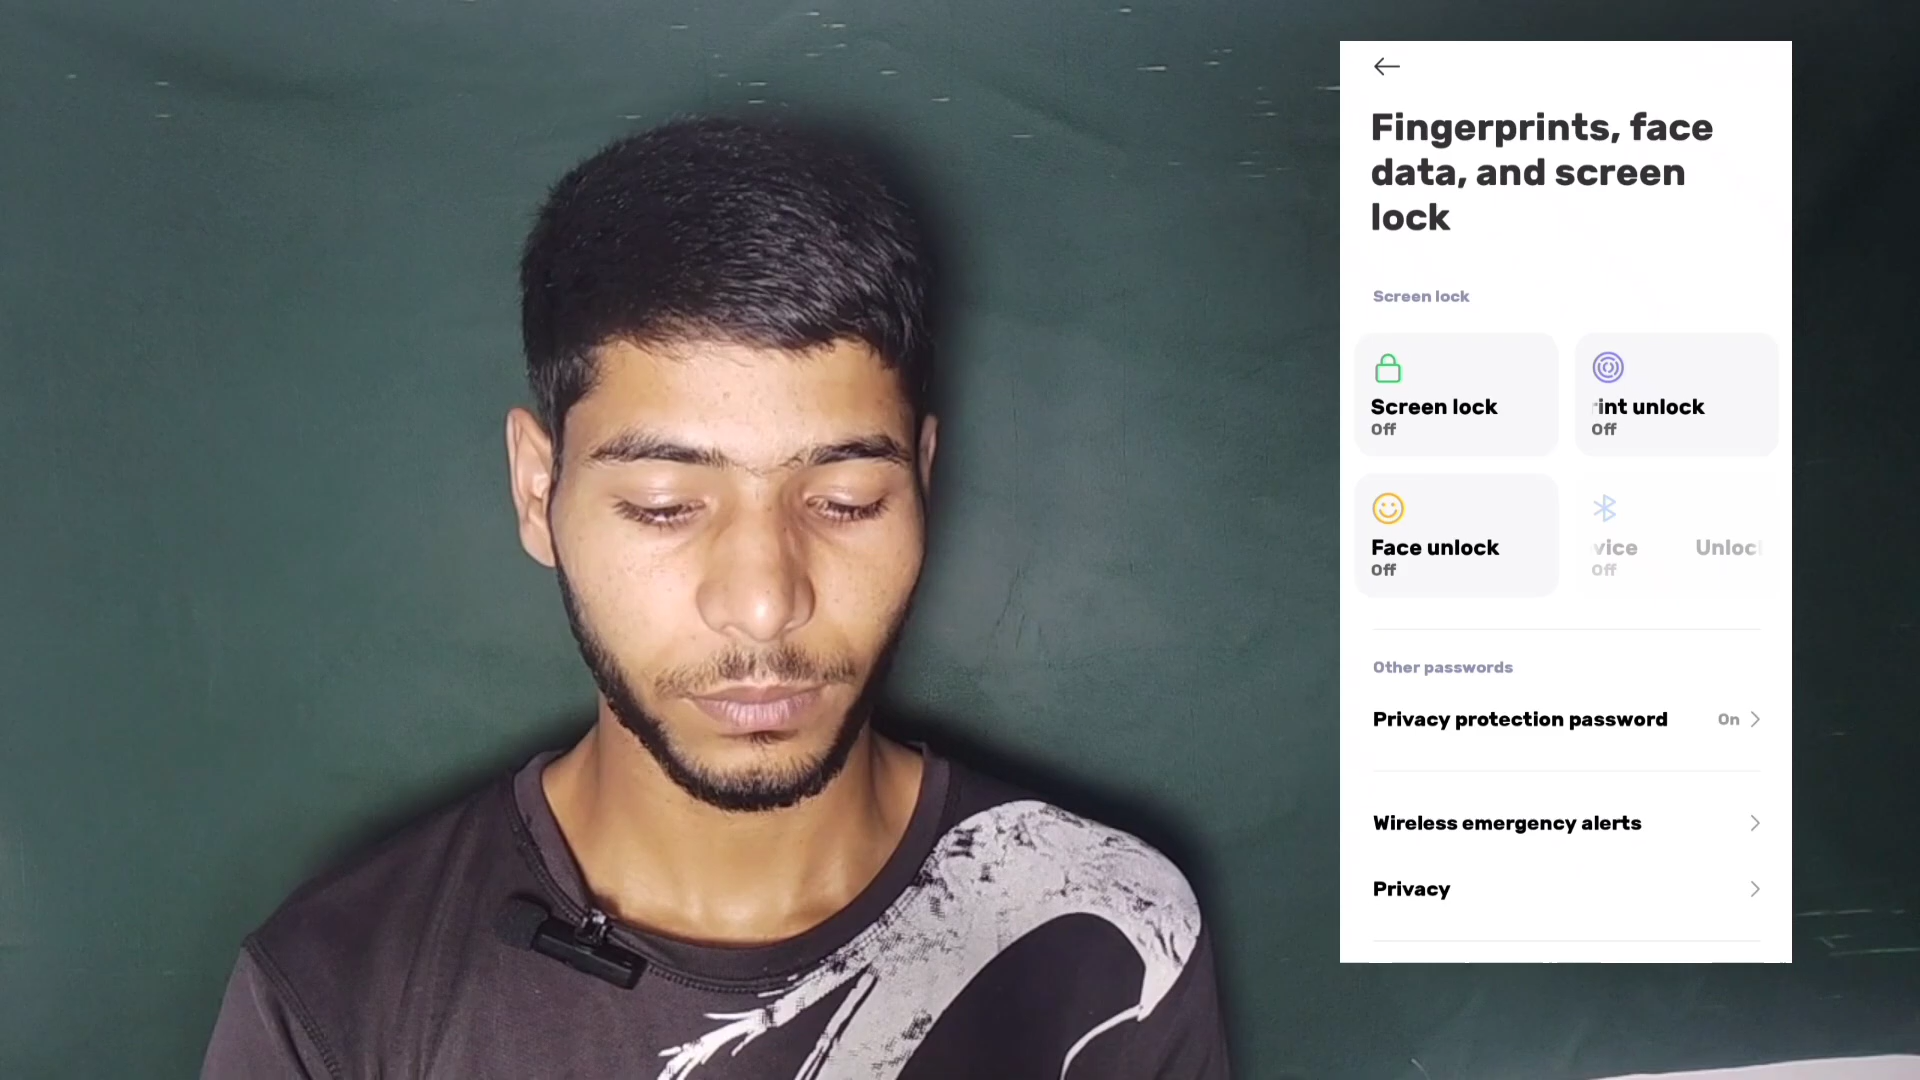 Fingerprints, face
data, and screen
lock
Screen lock
Screen lock
Off
int unlock
Off
Face unlock
Off
vice Unloc
Off
Other passwords
Privacy protection password On
Wireless emergency alerts
Privacy